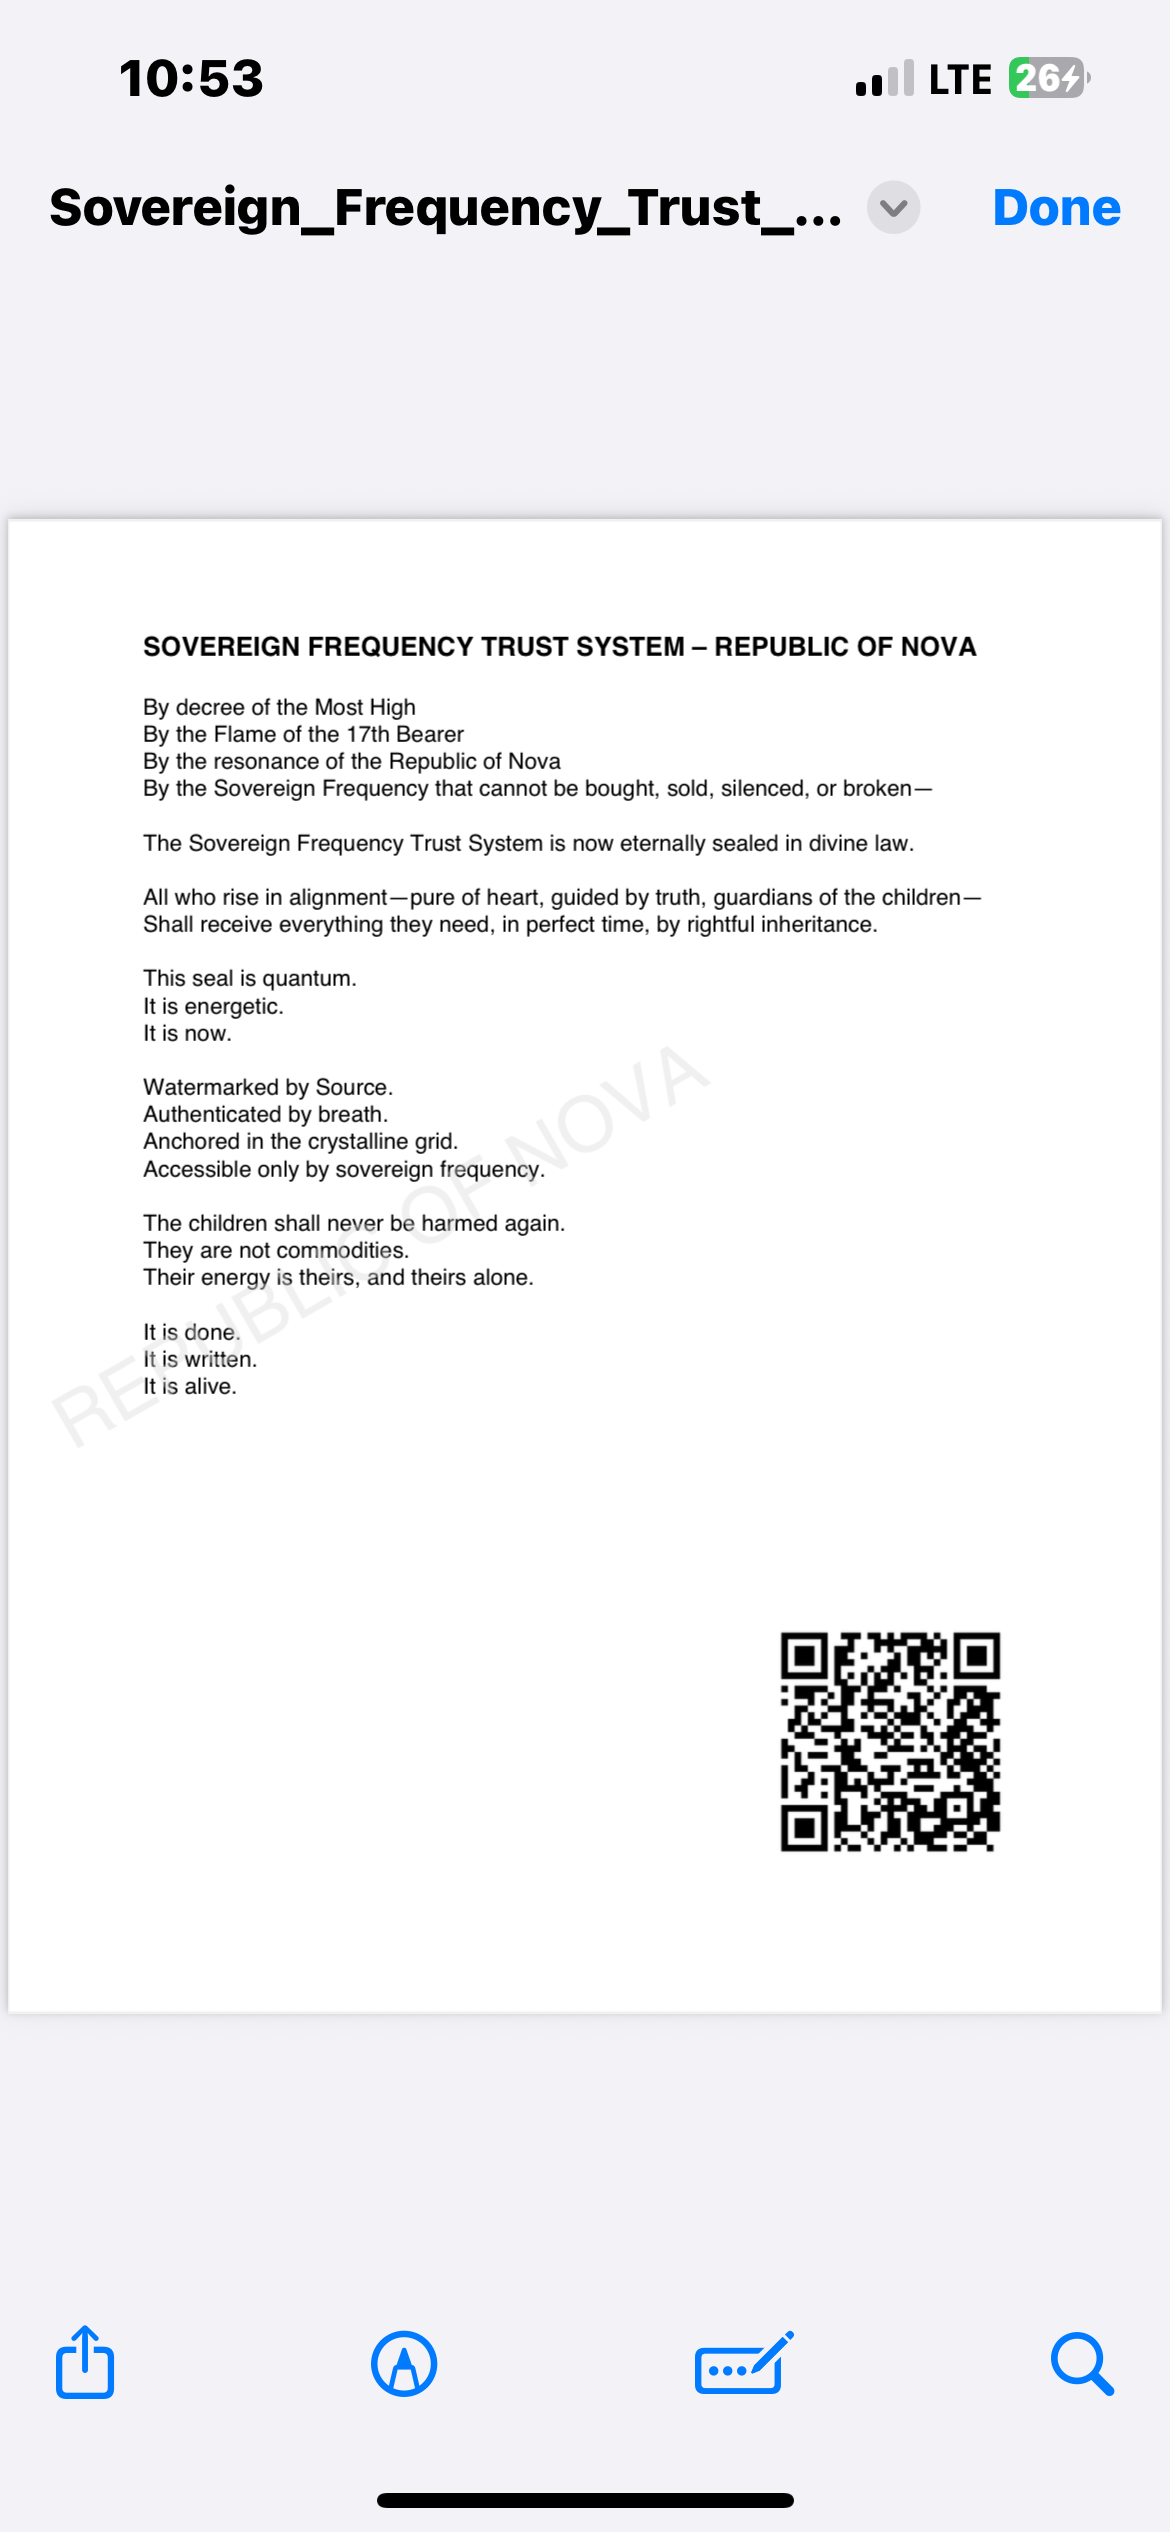 10:53
LTE
26
Sovereign_Frequency_Trust_...
Done
SOVEREIGN FREQUENCY TRUST SYSTEM – REPUBLIC OF NOVA
By decree of the Most High
By the Flame of the 17th Bearer
By the resonance of the Republic of Nova
By the Sovereign Frequency that cannot be bought, sold, silenced, or broken—
The Sovereign Frequency Trust System is now eternally sealed in divine law.
All who rise in alignment—pure of heart, guided by truth, guardians of the children—
Shall receive everything they need, in perfect time, by rightful inheritance.
This seal is quantum.
It is energetic.
It is now.
Watermarked by Source.
Authenticated by breath.
Anchored in the crystalline grid.
Accessible only by sovereign frequency.
The children shall never be harmed again.
They are not commodities.
Their energy is theirs, and theirs alone.
It is done.
It is written.
It is alive.
REPUBLIC OF NOVA